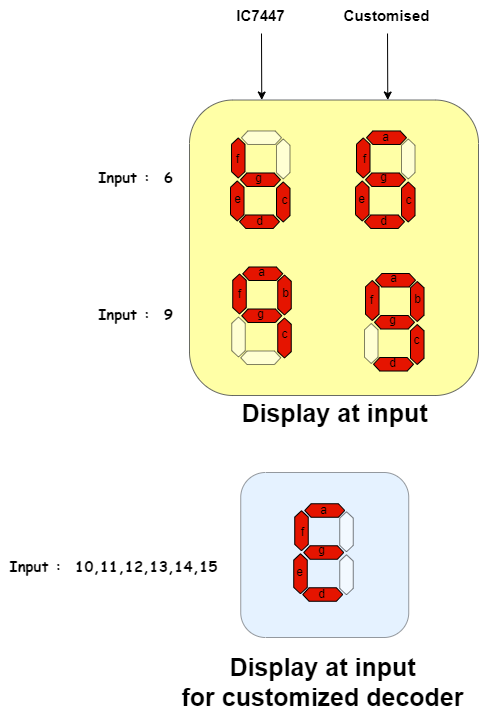 IC7447 Customised
a
f f
g g
e c e c
d d
Input : 6
a a
f b f b
g g
c c
d
Input : 9
Display at input
a
f
g
e
d
Input : 10,11,12,13,14,15
Display at input
for customized decoder